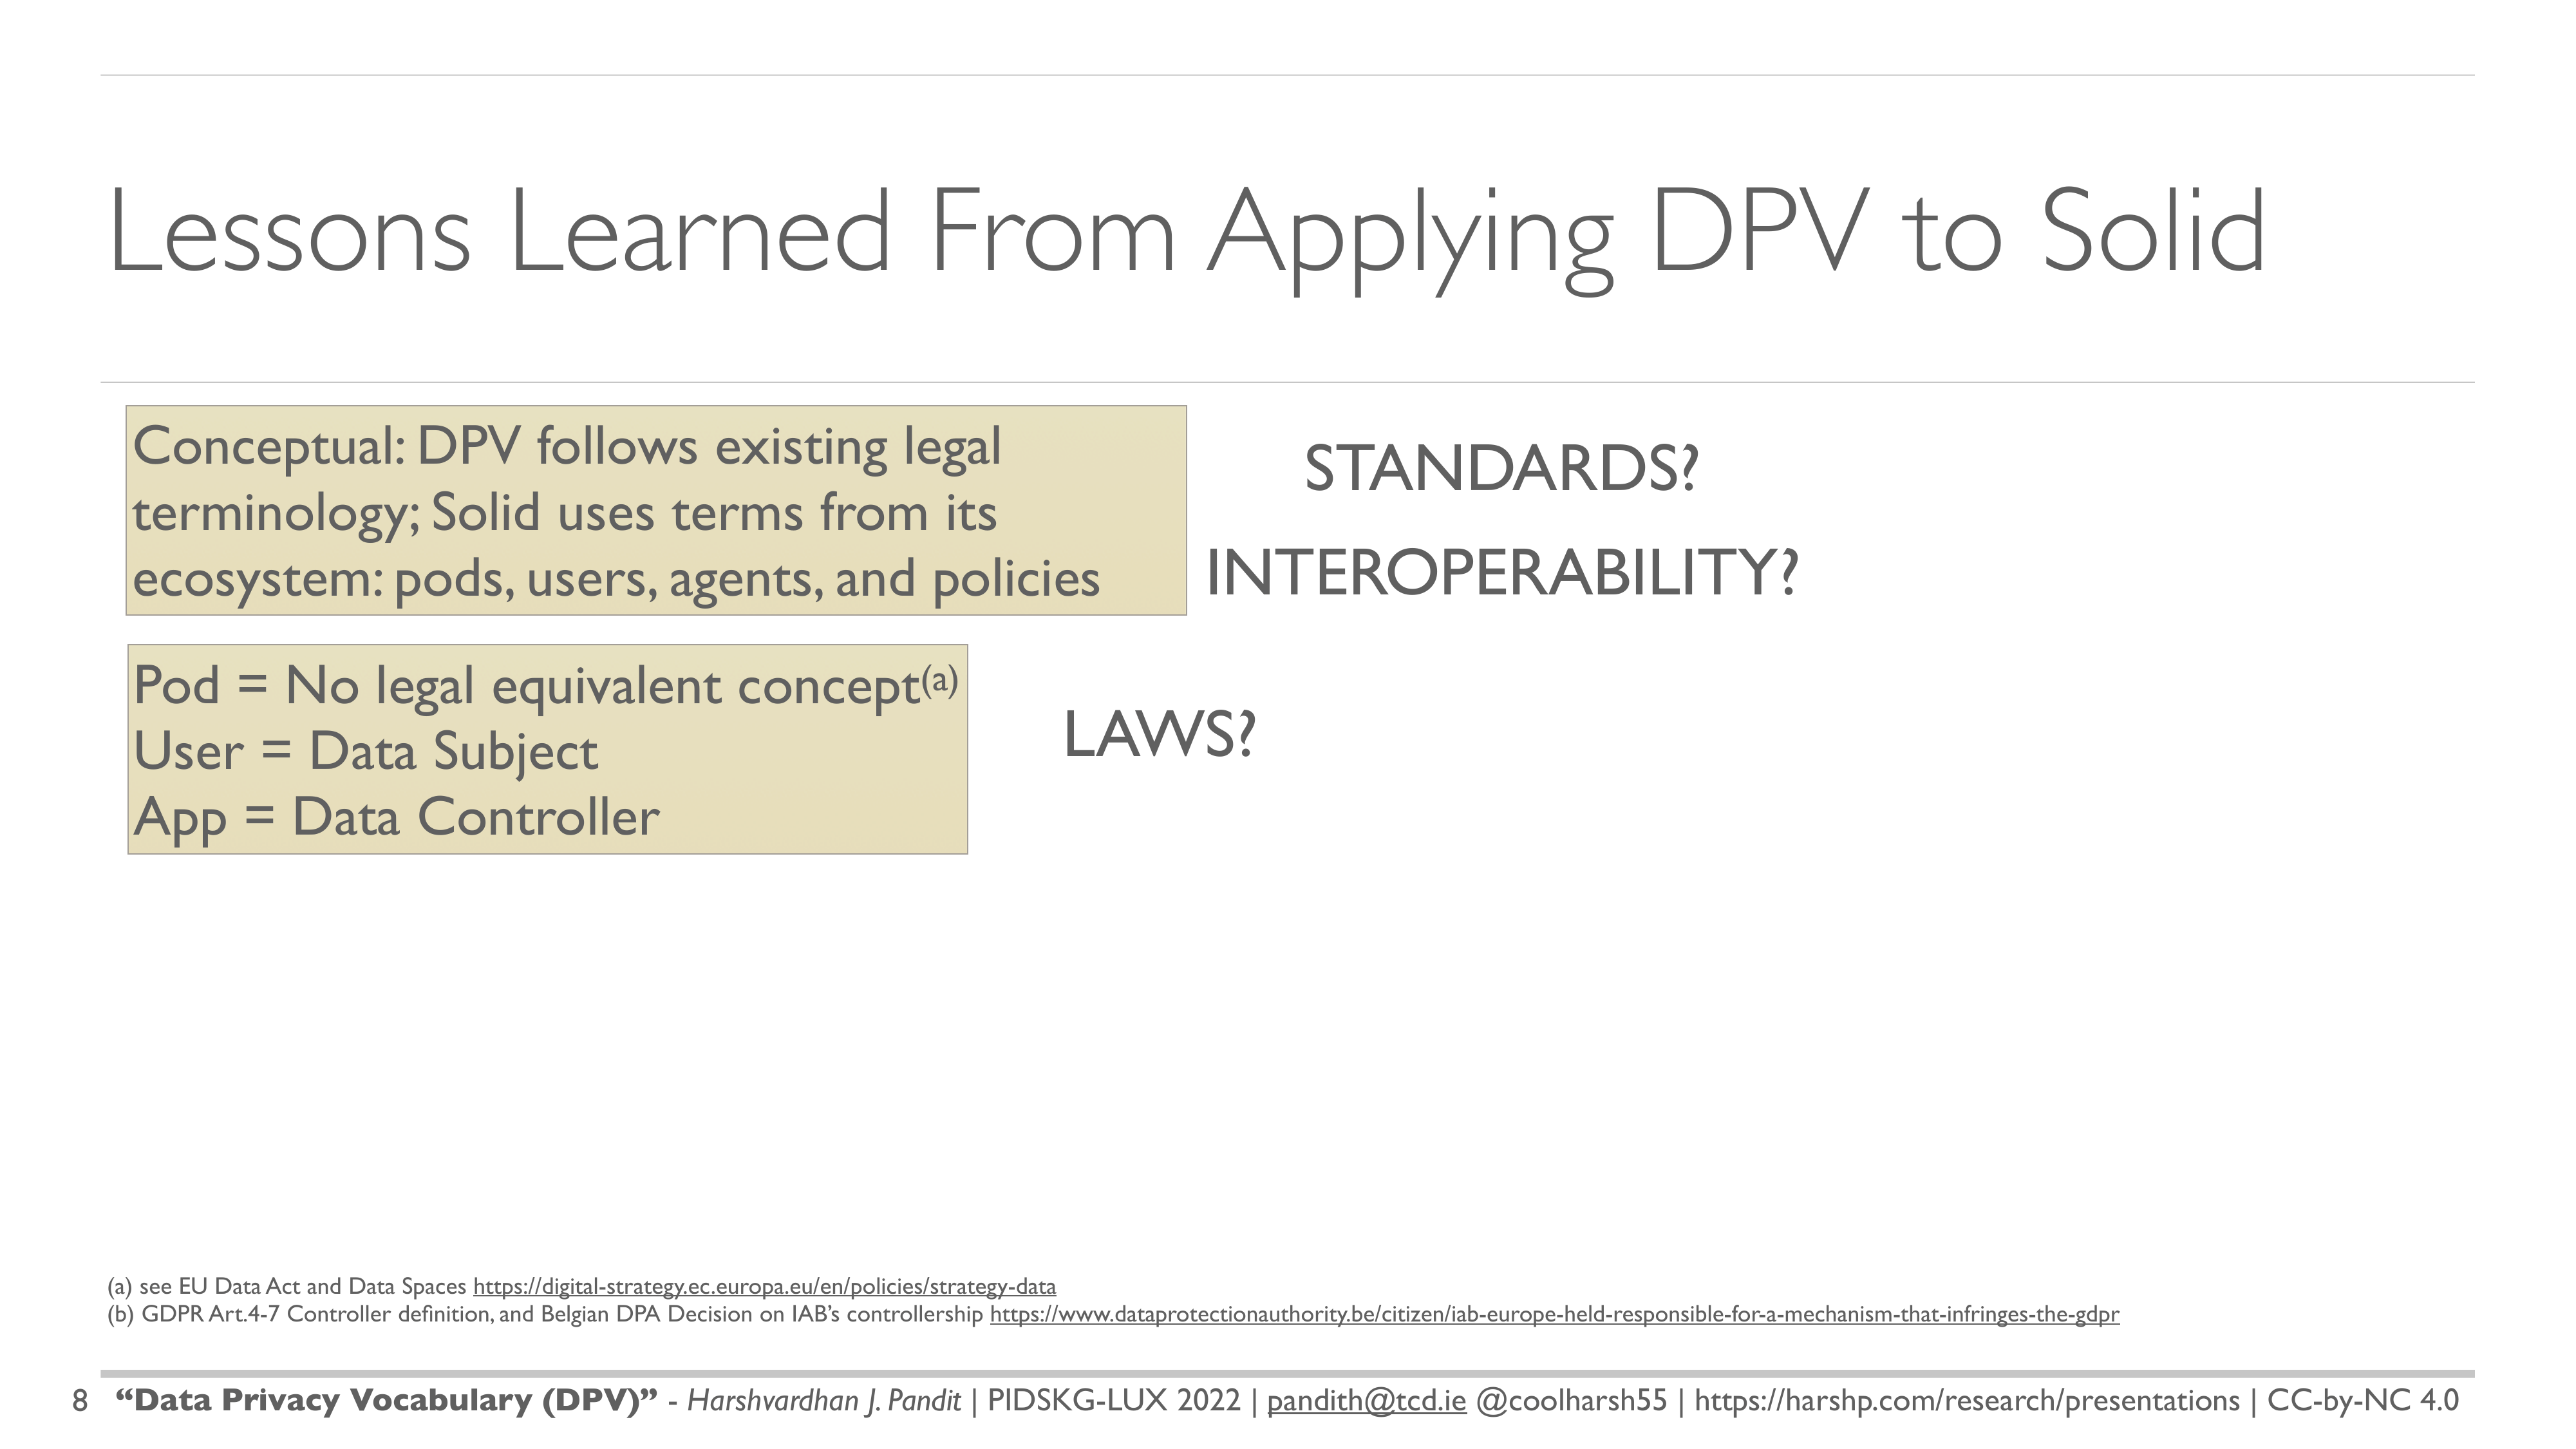 Lessons Learned From Applying DPV to Solid
Conceptual: DPV follows existing legal
terminology; Solid uses terms from its
ecosystem: pods, users, agents, and policies
STANDARDS?
INTEROPERABILITY?
Pod = No legal equivalent concept(a)
User = Data Subject
App = Data Controller
LAWS?
(a) see EU Data Act and Data Spaces https://digital-strategy.ec.europa.eu/en/policies/strategy-data
(b) GDPR Art.4-7 Controller definition, and Belgian DPA Decision on IAB’s controllership https://www.dataprotectionauthority.be/citizen/iab-europe-held-responsible-for-a-mechanism-that-infringes-the-gdpr
8 “Data Privacy Vocabulary (DPV)” - Harshvardhan J. Pandit | PIDSKG-LUX 2022 | pandith@tcd.ie @coolharsh55 | https://harshp.com/research/presentations | CC-by-NC 4.0